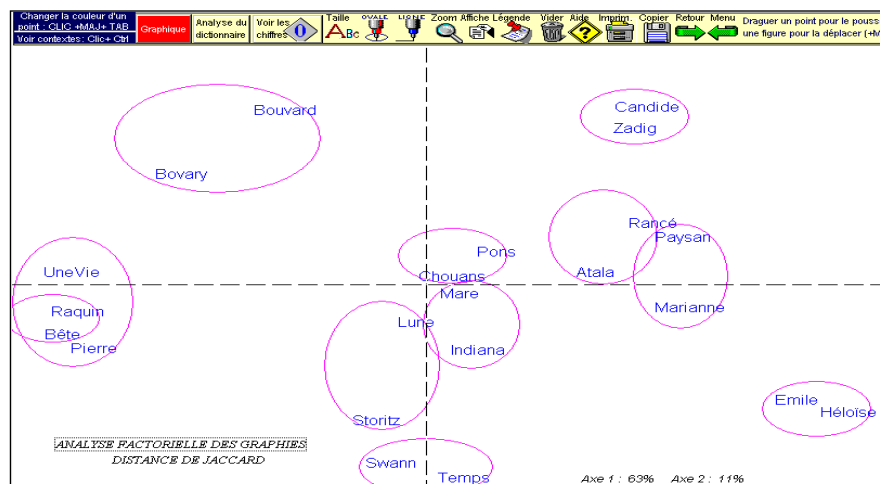 Changer la couleur d'un
point : CLIC +MAJ+ TAB
Voir contextes: Clic+ Ctrl
Graphique
Analyse du
dictionnaire
Voir les
chiffres
0
Taille
ABC
OVALE
LIGNE
Zoom
Affiche
Légende
Vider
Aide
?
Imprim.
Copier
Retour
Menu
Draguer un point pour le pouss
une figure pour la déplacer (+M
Bouvard
Bovary
Candide
Zadig
Rancé
Paysan
Pons
Chouans
Atala
UneVie
Mare
Marianne
Raquin
Lune
Bête
Pierre
Indiana
Emile
Héloïse
Storitz
ANALYSE FACTORIELLE DES GRAPHIES
DISTANCE DE JACCARD
Swann
Temps
Axe 1 : 63% Axe 2 : 11%